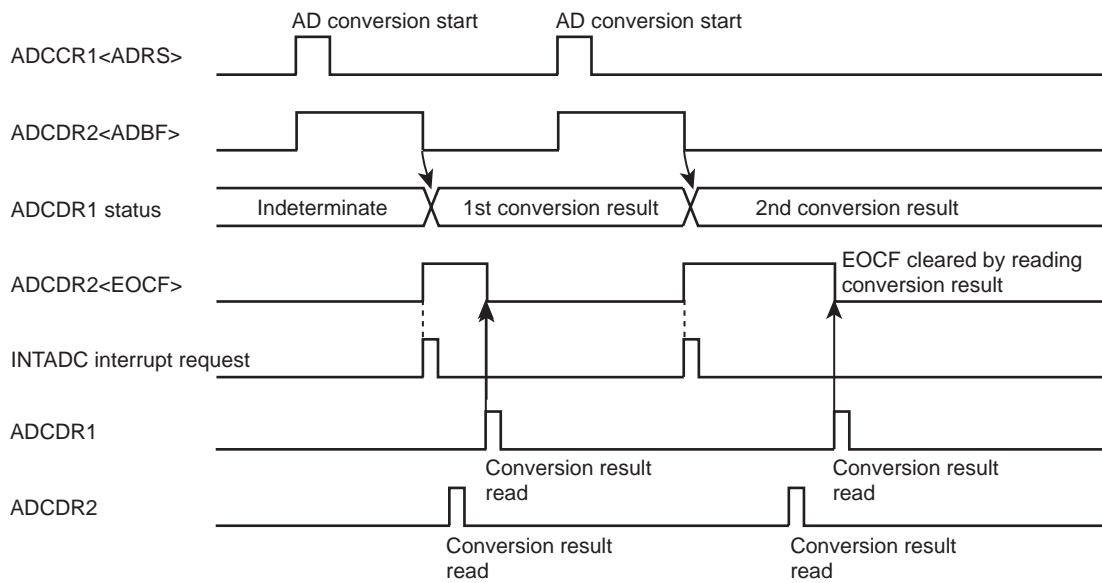 AD conversion start
AD conversion start
ADCCR1<ADRS>
ADCDR2<ADBF>
ADCDR1 status
Indeterminate
1st conversion result
2nd conversion result
ADCDR2<EOCF>
EOCF cleared by reading
conversion result
INTADC interrupt request
ADCDR1
Conversion result
read
Conversion result
read
ADCDR2
Conversion result
read
Conversion result
read